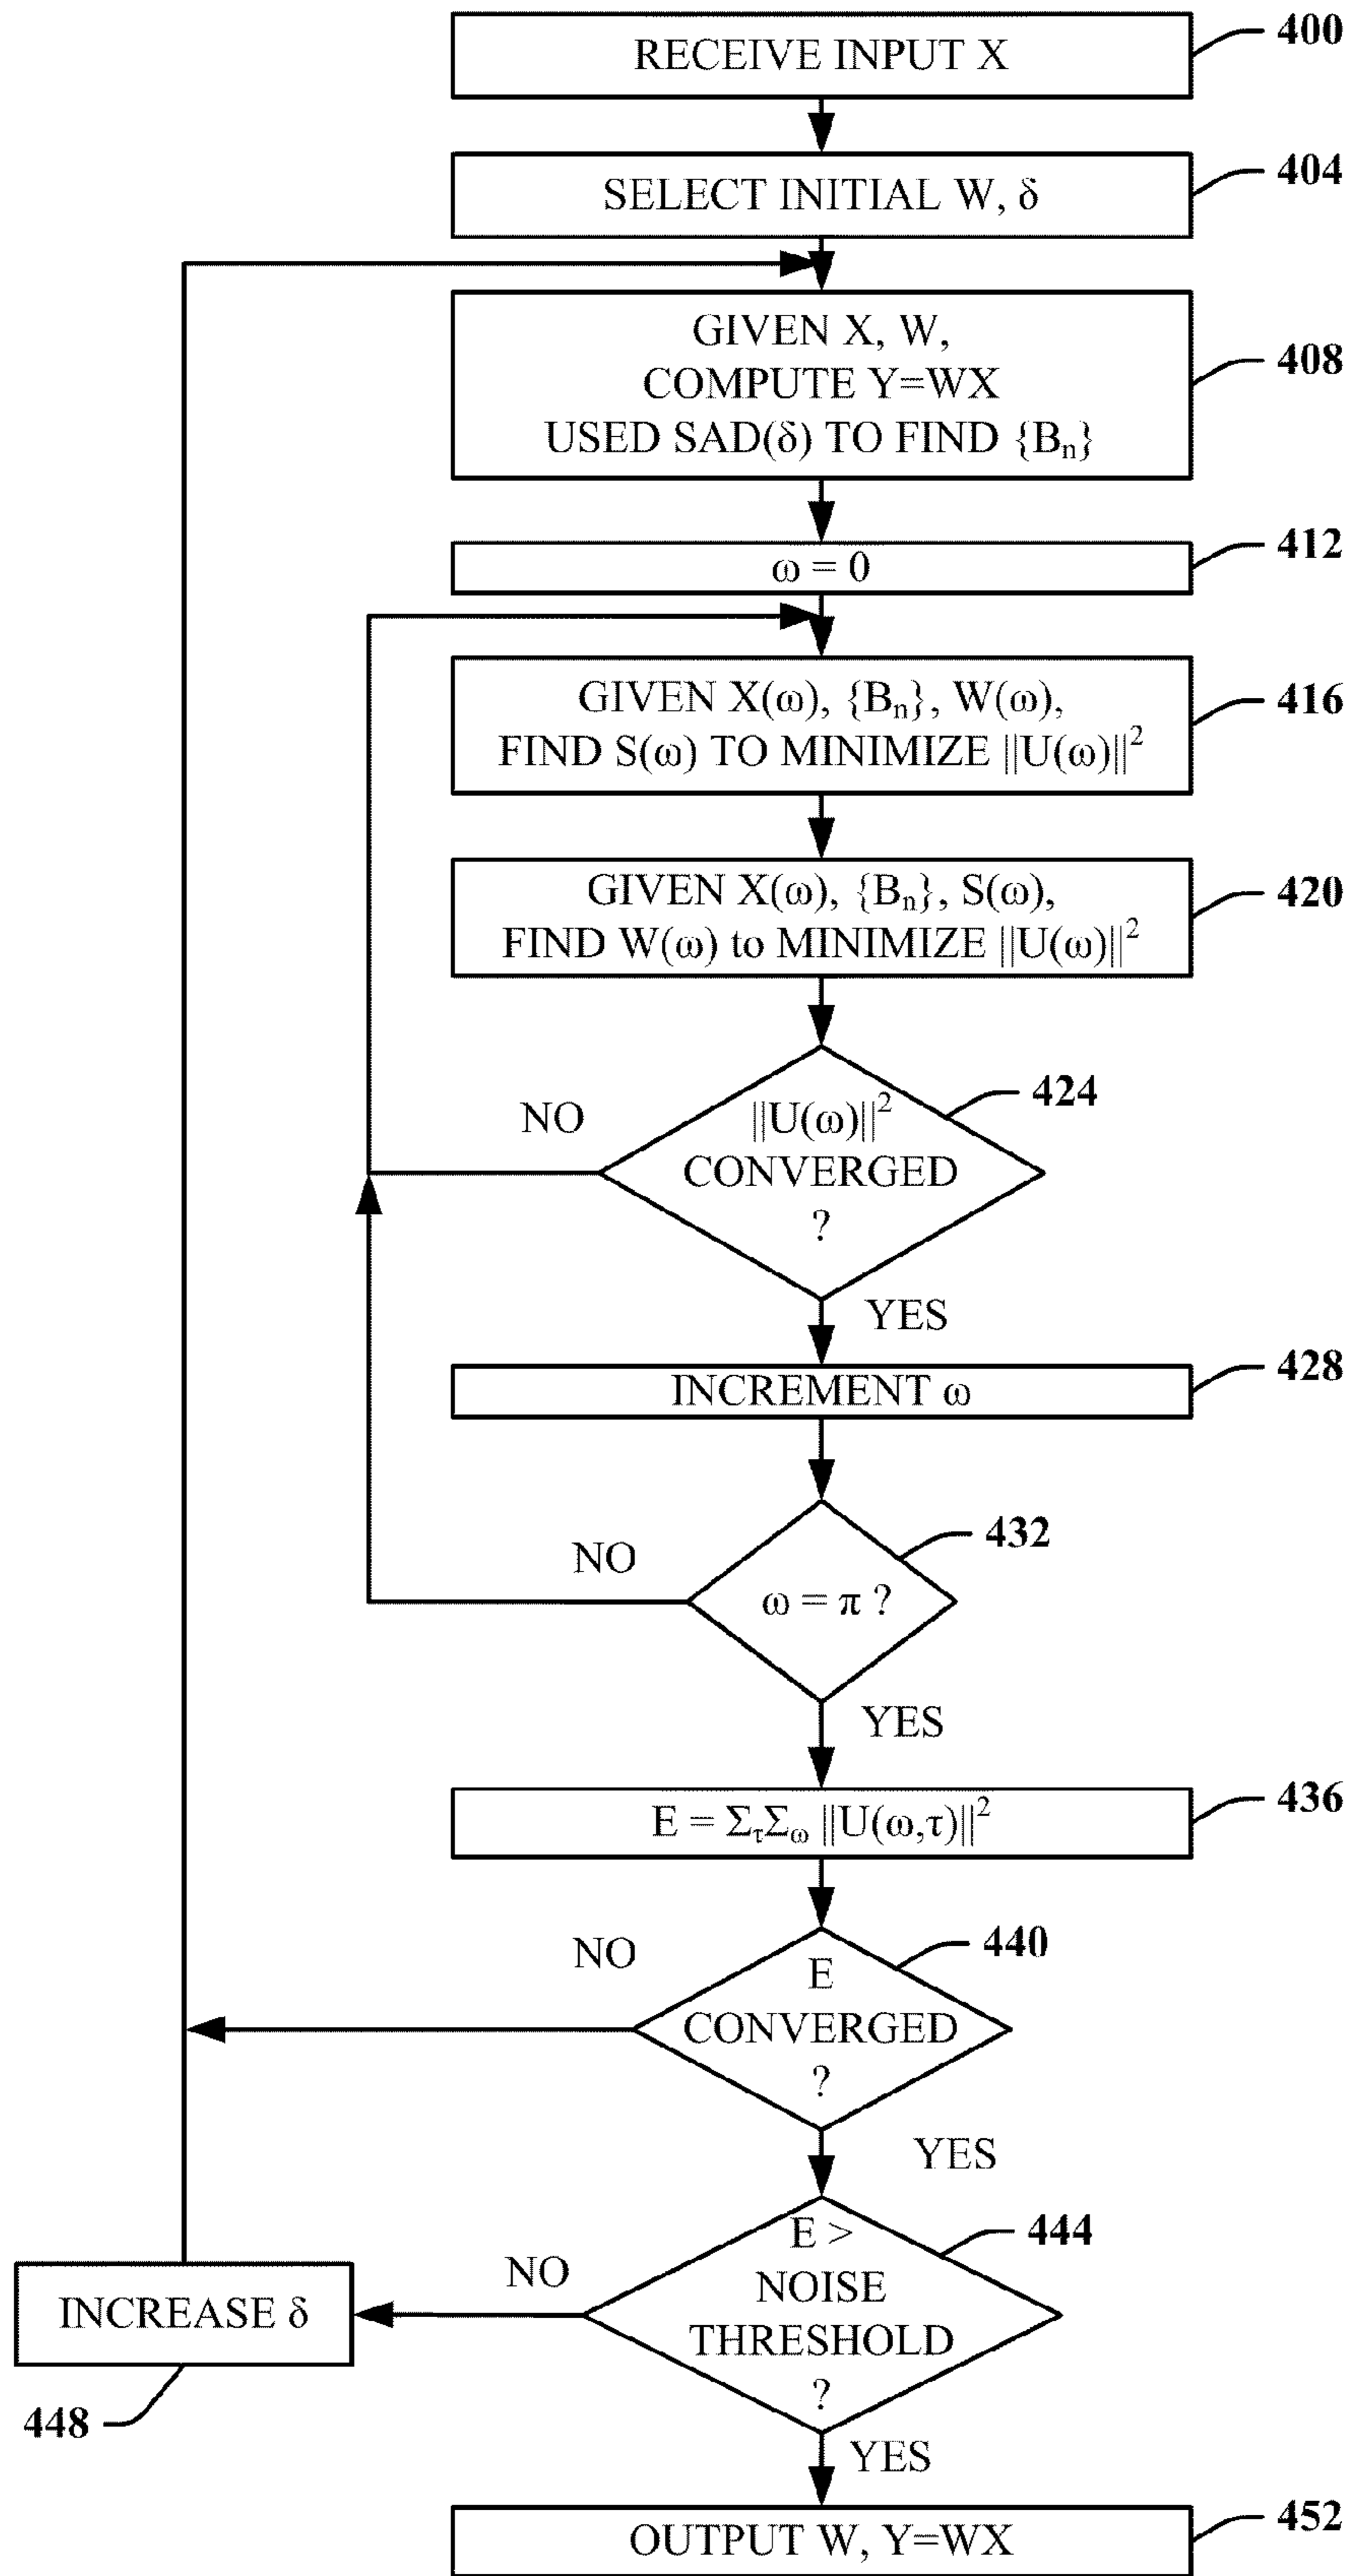 RECEIVE INPUT X
400
SELECT INITIAL W, δ
404
GIVEN X, W,
COMPUTE Y=WX
USED SAD(δ) TO FIND {Bₙ}
408
ω = 0
412
GIVEN X(ω), {Bₙ}, W(ω),
FIND S(ω) TO MINIMIZE ||U(ω)||²
416
GIVEN X(ω), {Bₙ}, S(ω),
FIND W(ω) to MINIMIZE ||U(ω)||²
420
||U(ω)||²
CONVERGED
?
424
NO
YES
INCREMENT ω
428
ω = π ?
432
NO
YES
E = Σ_τΣ_ω ||U(ω,τ)||²
436
E
CONVERGED
?
440
NO
YES
E >
NOISE
THRESHOLD
?
444
NO
INCREASE δ
448
YES
OUTPUT W, Y=WX
452